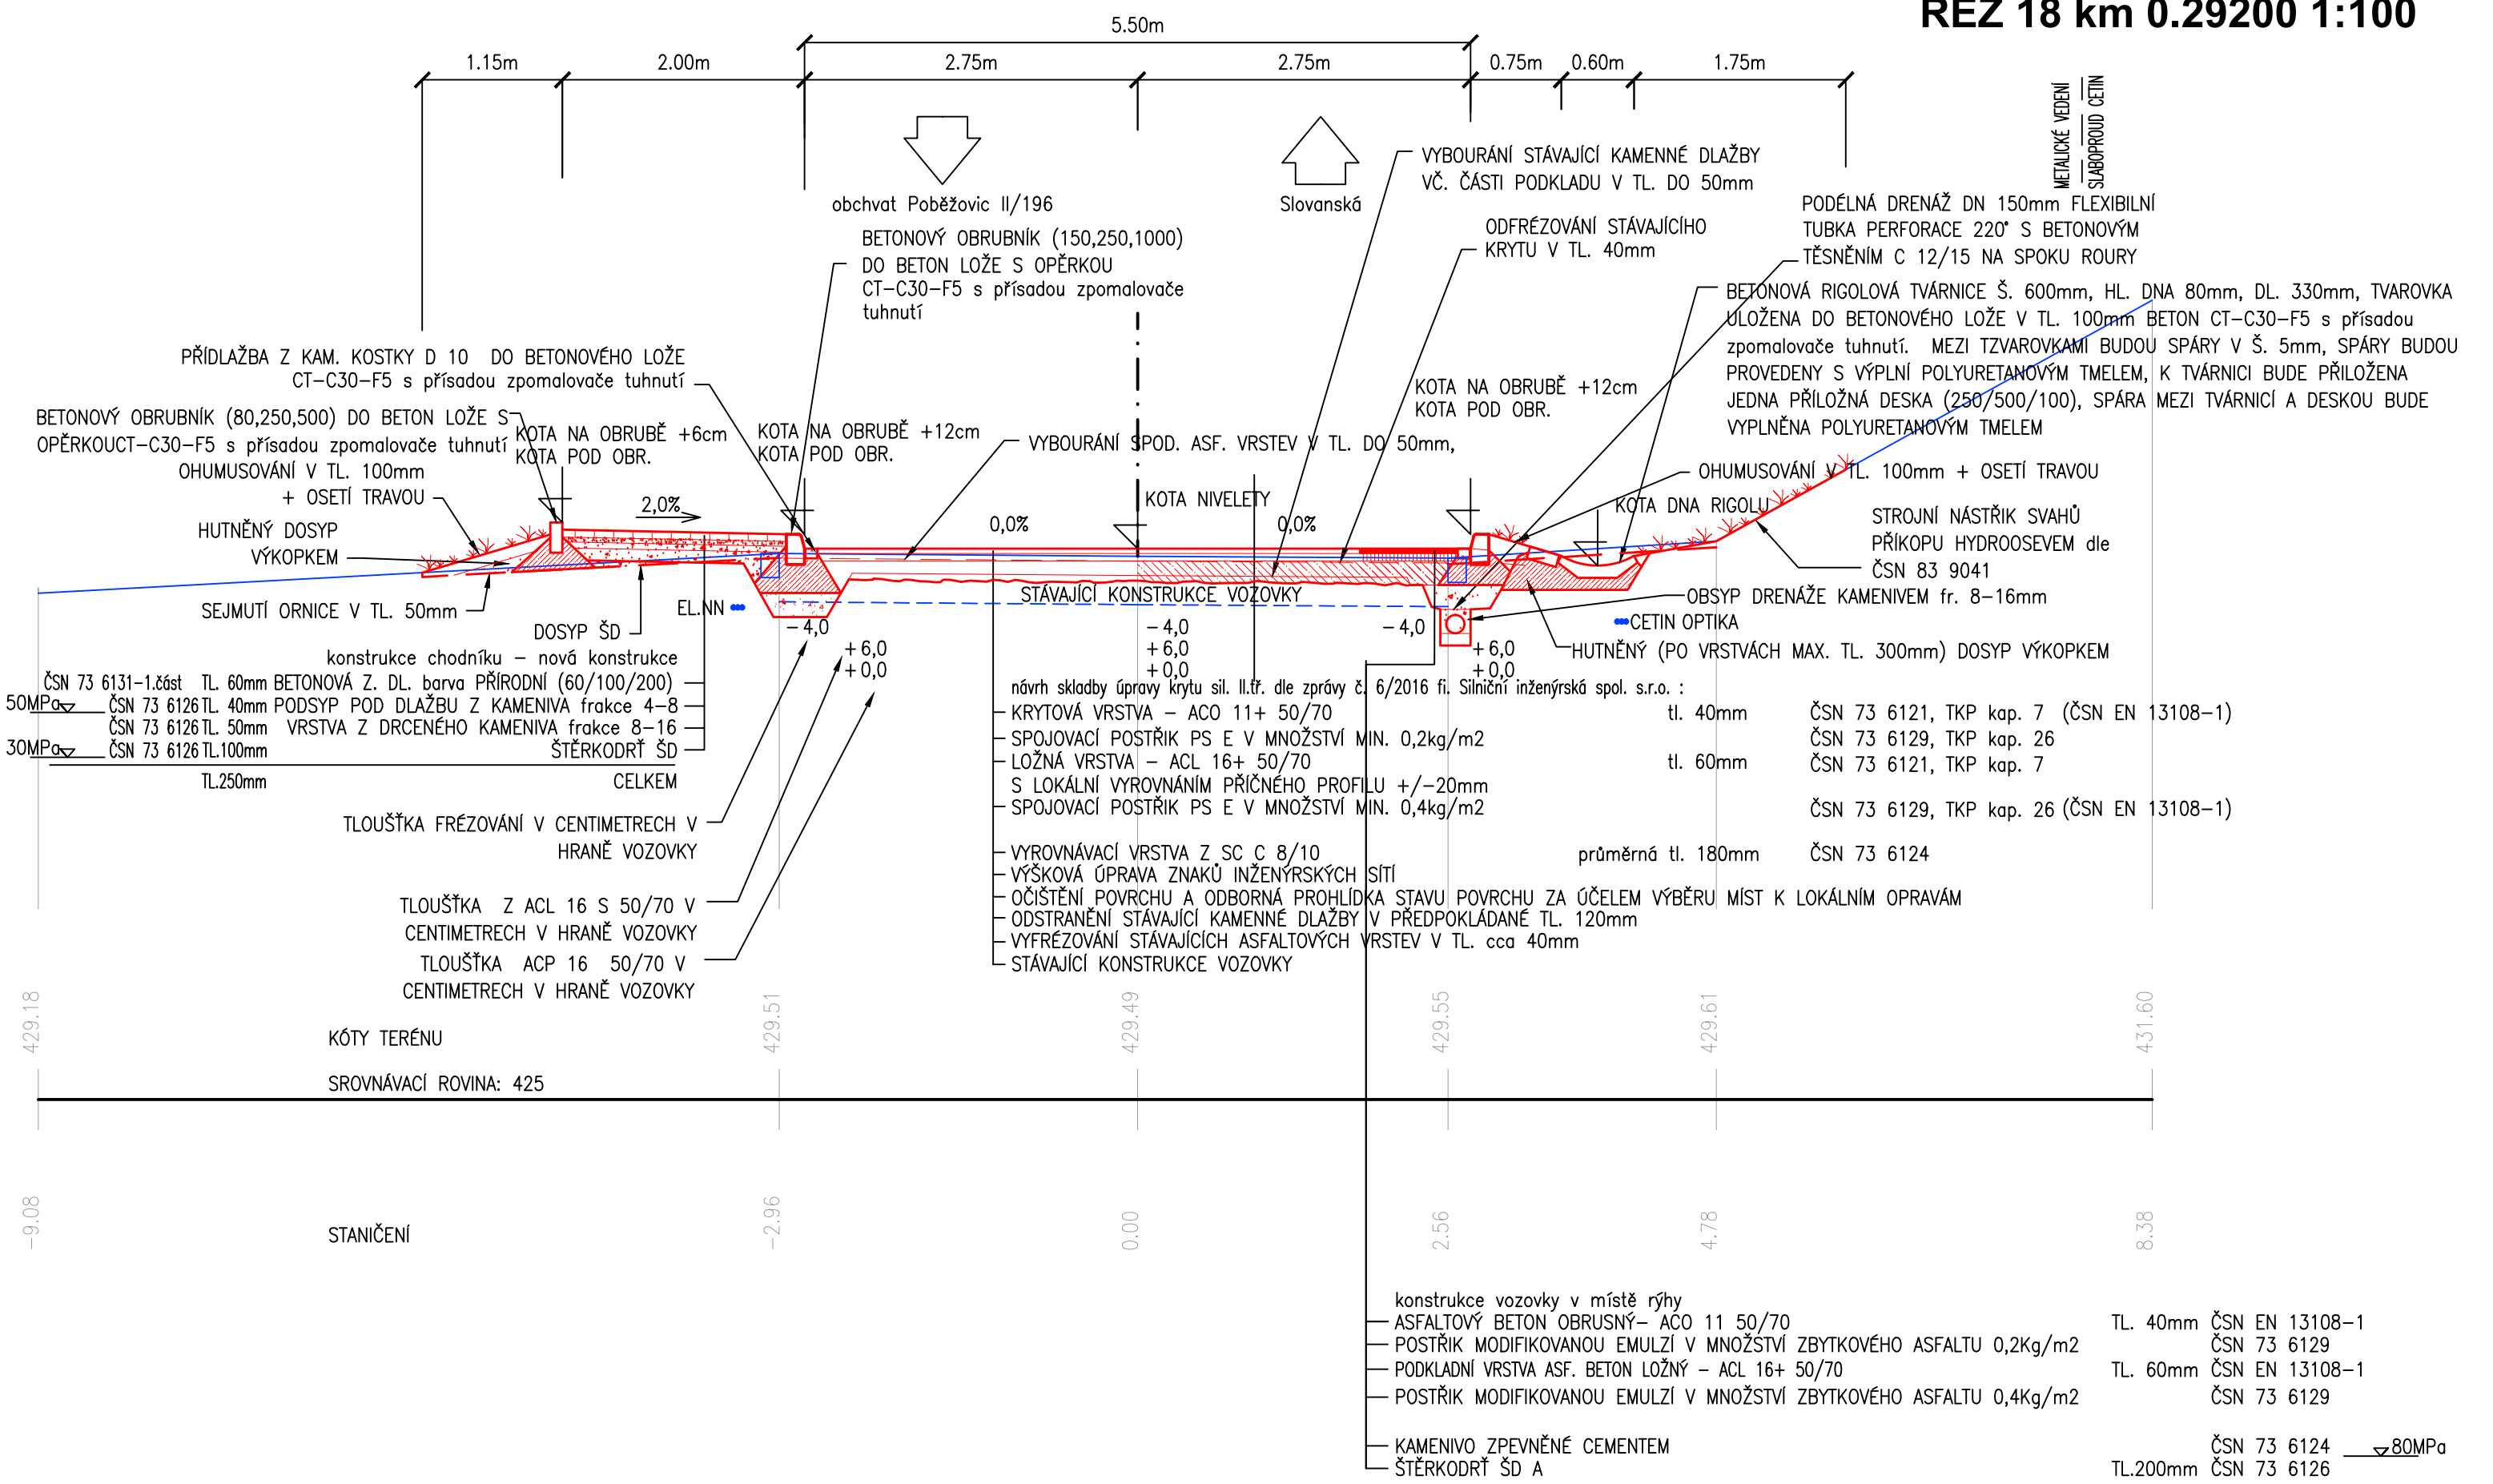 ŘEZ 18 km 0.29200 1:100
5.50m
1.15m
2.00m
2.75m
2.75m
0.75m
0.60m
1.75m
METALICKÉ VEDENÍ
SLABOPROUD CETIN
obchvat Poběžovic II/196
Slovanská
VYBOURÁNÍ STÁVAJÍCÍ KAMENNÉ DLAŽBY
VČ. ČÁSTI PODKLADU V TL. DO 50mm
ODFRÉZOVÁNÍ STÁVAJÍCÍHO
KRYTU V TL. 40mm
PODÉLNÁ DRENÁŽ DN 150mm FLEXIBILNÍ
TUBKA PERFORACE 220° S BETONOVÝM
TĚSNĚNÍM C 12/15 NA SPOKU ROURY
BETONOVÝ OBRUBNÍK (150,250,1000)
DO BETON LOŽE S OPĚRKOU
CT-C30-F5 s přísadou zpomalovače
tuhnutí
BETONOVÁ RIGOLOVÁ TVÁRNICE Š. 600mm, HL. DNA 80mm, DL. 330mm, TVAROVKA
ULOŽENA DO BETONOVÉHO LOŽE V TL. 100mm BETON CT-C30-F5 s přísadou
zpomalovače tuhnutí. MEZI TZVAROVKAMI BUDOU SPÁRY V Š. 5mm, SPÁRY BUDOU
PROVEDENY S VÝPLNÍ POLYURETANOVÝM TMELEM, K TVÁRNICI BUDE PŘILOŽENA
JEDNA PŘÍLOŽNÁ DESKA (250/500/100), SPÁRA MEZI TVÁRNICÍ A DESKOU BUDE
VYPLNĚNA POLYURETANOVÝM TMELEM
PŘÍDLAŽBA Z KAM. KOSTKY D 10 DO BETONOVÉHO LOŽE
CT-C30-F5 s přísadou zpomalovače tuhnutí
BETONOVÝ OBRUBNÍK (80,250,500) DO BETON LOŽE S
OPĚRKOUCT-C30-F5 s přísadou zpomalovače tuhnutí
KOTA NA OBRUBĚ +6cm
KOTA POD OBR.
KOTA NA OBRUBĚ +12cm
KOTA POD OBR.
VYBOURÁNÍ SPOD. ASF. VRSTEV V TL. DO 50mm,
KOTA NA OBRUBĚ +12cm
KOTA POD OBR.
OHUMUSOVÁNÍ V TL. 100mm
+ OSETÍ TRAVOU
OHUMUSOVÁNÍ V TL. 100mm + OSETÍ TRAVOU
KOTA NIVELETY
KOTA DNA RIGOLU
2,0%
0,0%
0,0%
HUTNĚNÝ DOSYP
VÝKOPKEM
STROJNÍ NÁSTŘIK SVAHŮ
PŘÍKOPU HYDROOSEVEM dle
ČSN 83 9041
SEJMUTÍ ORNICE V TL. 50mm
EL.NN
STÁVAJÍCÍ KONSTRUKCE VOZOVKY
OBSYP DRENÁŽE KAMENIVEM fr. 8-16mm
CETIN OPTIKA
DOSYP ŠD
HUTNĚNÝ (PO VRSTVÁCH MAX. TL. 300mm) DOSYP VÝKOPKEM
-4,0
+6,0
+0,0
-4,0
+6,0
+0,0
-4,0
+6,0
+0,0
konstrukce chodníku - nová konstrukce
ČSN 73 6131-1.část TL. 60mm BETONOVÁ Z. DL. barva PŘÍRODNÍ (60/100/200)
50MPa ČSN 73 6126 TL. 40mm PODSYP POD DLAŽBU Z KAMENIVA frakce 4-8
ČSN 73 6126 TL. 50mm VRSTVA Z DRCENÉHO KAMENIVA frakce 8-16
30MPa ČSN 73 6126 TL.100mm ŠTĚRKODRŤ ŠD
TL.250mm CELKEM
návrh skladby úpravy krytu sil. II.tř. dle zprávy č. 6/2016 fi. Silniční inženýrská spol. s.r.o. :
KRYTOVÁ VRSTVA - ACO 11+ 50/70 tl. 40mm ČSN 73 6121, TKP kap. 7 (ČSN EN 13108-1)
SPOJOVACÍ POSTŘIK PS E V MNOŽSTVÍ MIN. 0,2kg/m2 ČSN 73 6129, TKP kap. 26
LOŽNÁ VRSTVA - ACL 16+ 50/70 tl. 60mm ČSN 73 6121, TKP kap. 7
S LOKÁLNÍ VYROVNÁNÍM PŘÍČNÉHO PROFILU +/-20mm
SPOJOVACÍ POSTŘIK PS E V MNOŽSTVÍ MIN. 0,4kg/m2 ČSN 73 6129, TKP kap. 26 (ČSN EN 13108-1)
VYROVNÁVACÍ VRSTVA Z SC C 8/10 průměrná tl. 180mm ČSN 73 6124
VÝŠKOVÁ ÚPRAVA ZNAKŮ INŽENÝRSKÝCH SÍTÍ
OČIŠTĚNÍ POVRCHU A ODBORNÁ PROHLÍDKA STAVU POVRCHU ZA ÚČELEM VÝBĚRU MÍST K LOKÁLNÍM OPRAVÁM
ODSTRANĚNÍ STÁVAJÍCÍ KAMENNÉ DLAŽBY V PŘEDPOKLÁDANÉ TL. 120mm
VYFRÉZOVÁNÍ STÁVAJÍCÍCH ASFALTOVÝCH VRSTEV V TL. cca 40mm
STÁVAJÍCÍ KONSTRUKCE VOZOVKY
TLOUŠŤKA FRÉZOVÁNÍ V CENTIMETRECH V
HRANĚ VOZOVKY
TLOUŠŤKA Z ACL 16 S 50/70 V
CENTIMETRECH V HRANĚ VOZOVKY
TLOUŠŤKA ACP 16 50/70 V
CENTIMETRECH V HRANĚ VOZOVKY
429.18
429.51
429.49
429.55
429.61
431.60
KÓTY TERÉNU
SROVNÁVACÍ ROVINA: 425
-9.08
-2.96
0.00
2.56
4.78
8.38
STANIČENÍ
konstrukce vozovky v místě rýhy
ASFALTOVÝ BETON OBRUSNÝ- ACO 11 50/70 TL. 40mm ČSN EN 13108-1
POSTŘIK MODIFIKOVANOU EMULZÍ V MNOŽSTVÍ ZBYTKOVÉHO ASFALTU 0,2Kg/m2 ČSN 73 6129
PODKLADNÍ VRSTVA ASF. BETON LOŽNÝ - ACL 16+ 50/70 TL. 60mm ČSN EN 13108-1
POSTŘIK MODIFIKOVANOU EMULZÍ V MNOŽSTVÍ ZBYTKOVÉHO ASFALTU 0,4Kg/m2 ČSN 73 6129
KAMENIVO ZPEVNĚNÉ CEMENTEM ČSN 73 6124 80MPa
ŠTĚRKODRŤ ŠD A TL.200mm ČSN 73 6126